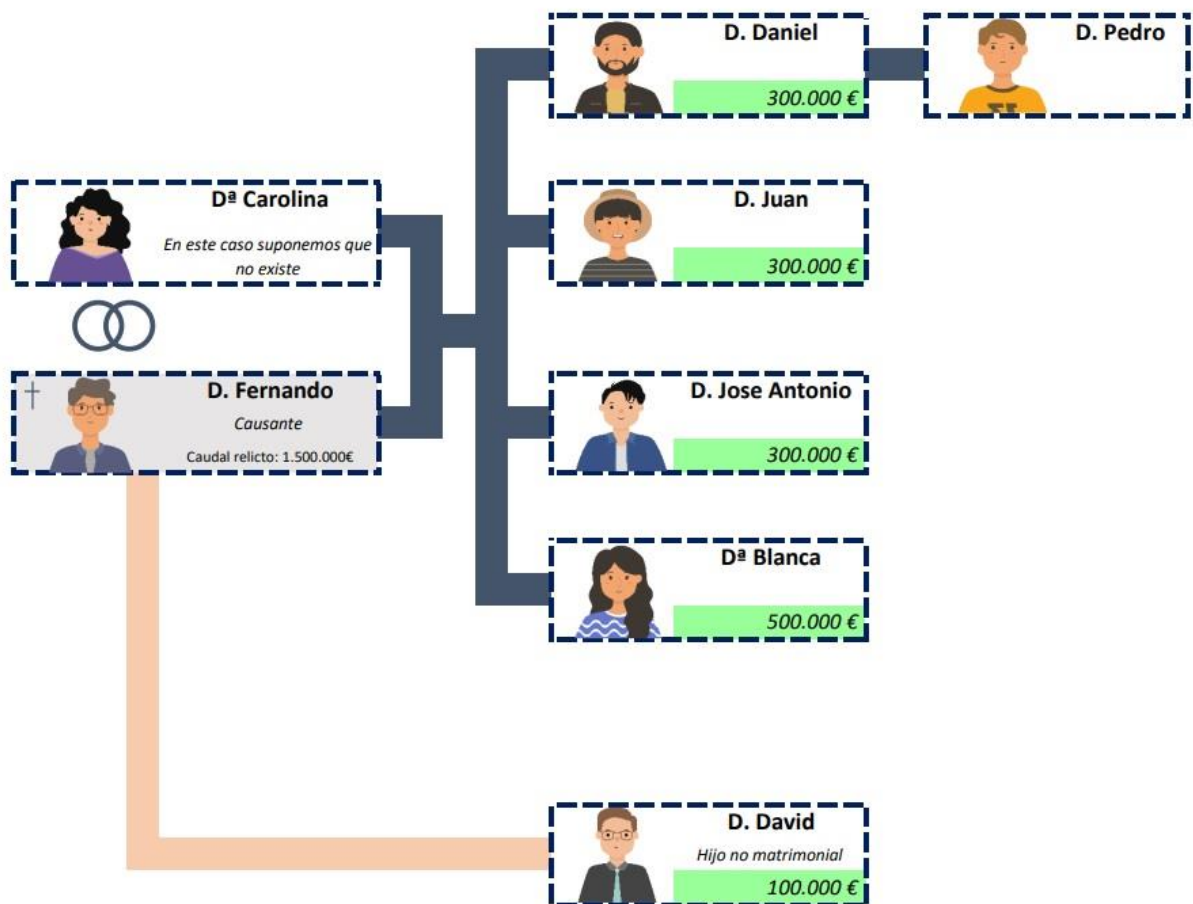 D. Daniel
300.000 €
D. Pedro
Dª Carolina
En este caso suponemos que
no existe
D. Juan
300.000 €
D. Fernando
Causante
Caudal relicto: 1.500.000€
D. Jose Antonio
300.000 €
Dª Blanca
500.000 €
D. David
Hijo no matrimonial
100.000 €